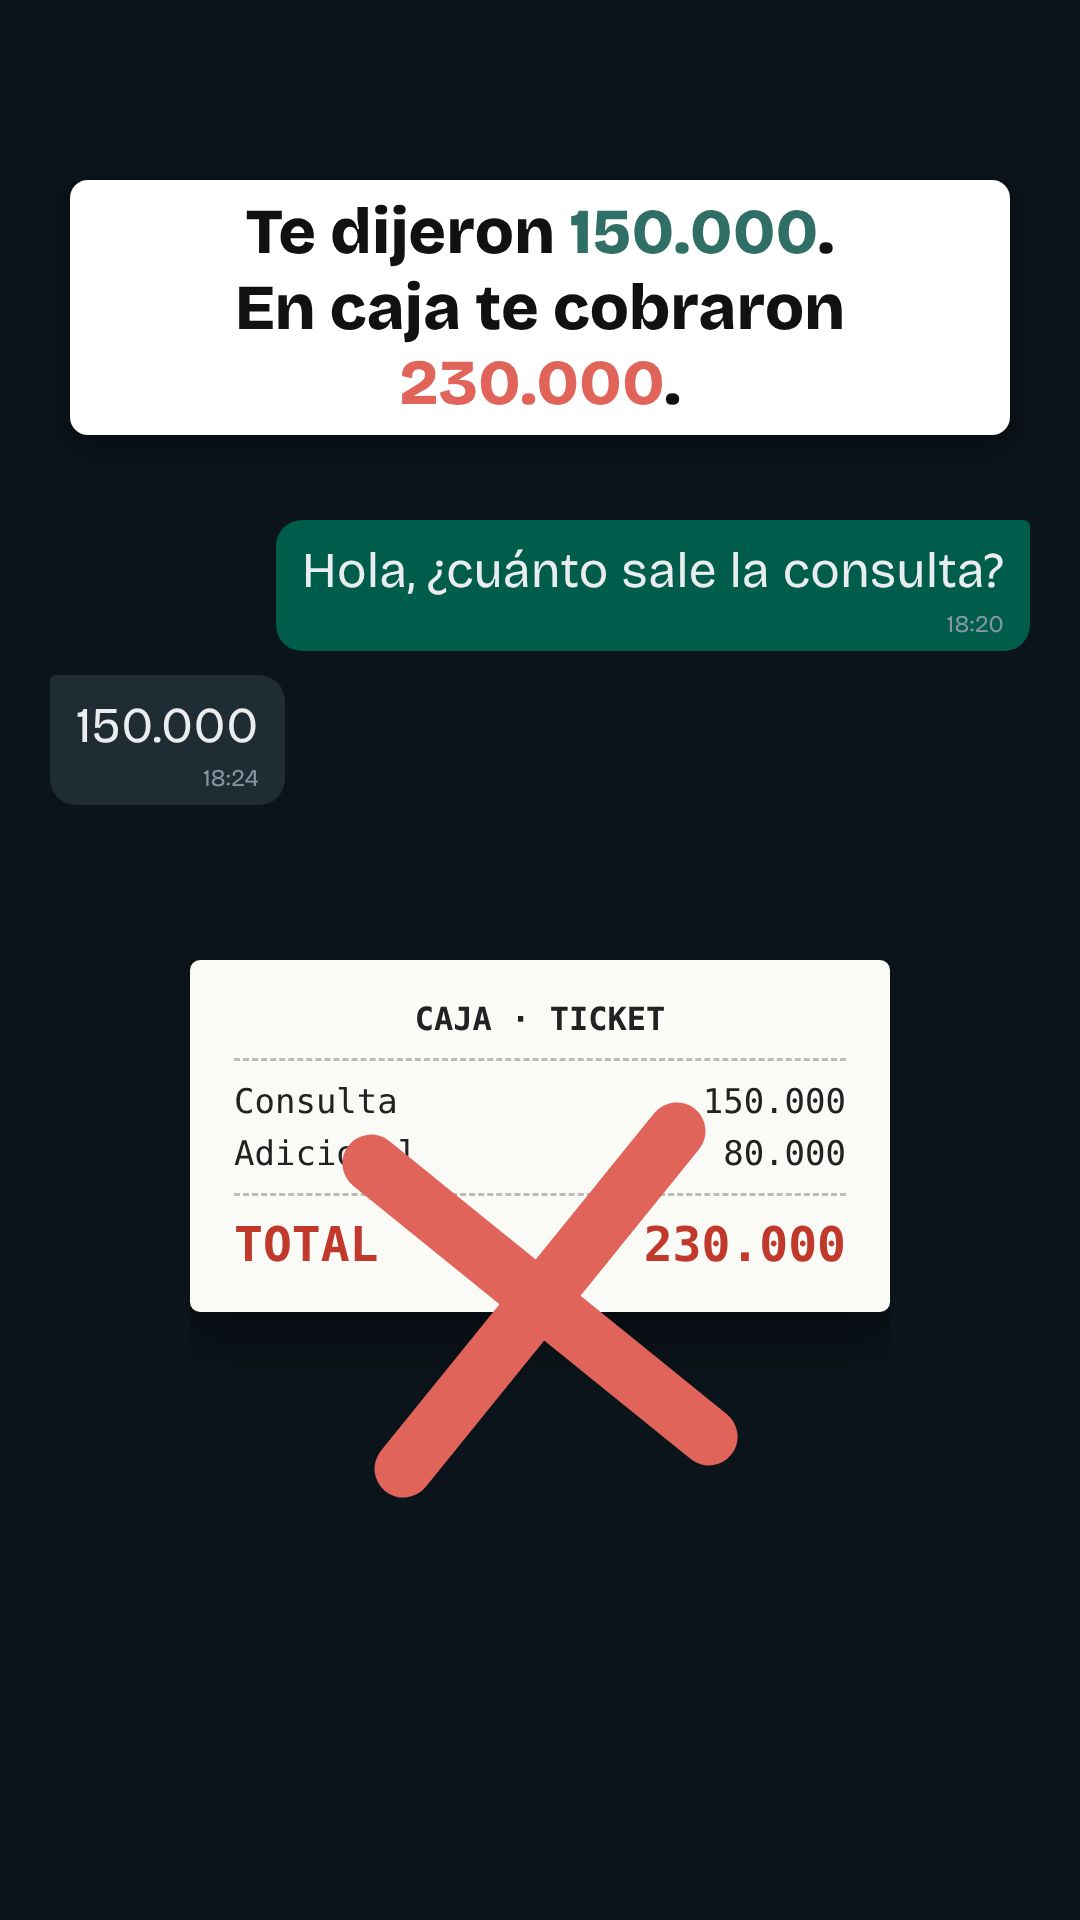 Te dijeron 150.000.
En caja te cobraron
230.000.
Hola, ¿cuánto sale la consulta?
18:20
150.000
18:24
CAJA · TICKET
Consulta 150.000
80.000
TOTAL 230.000